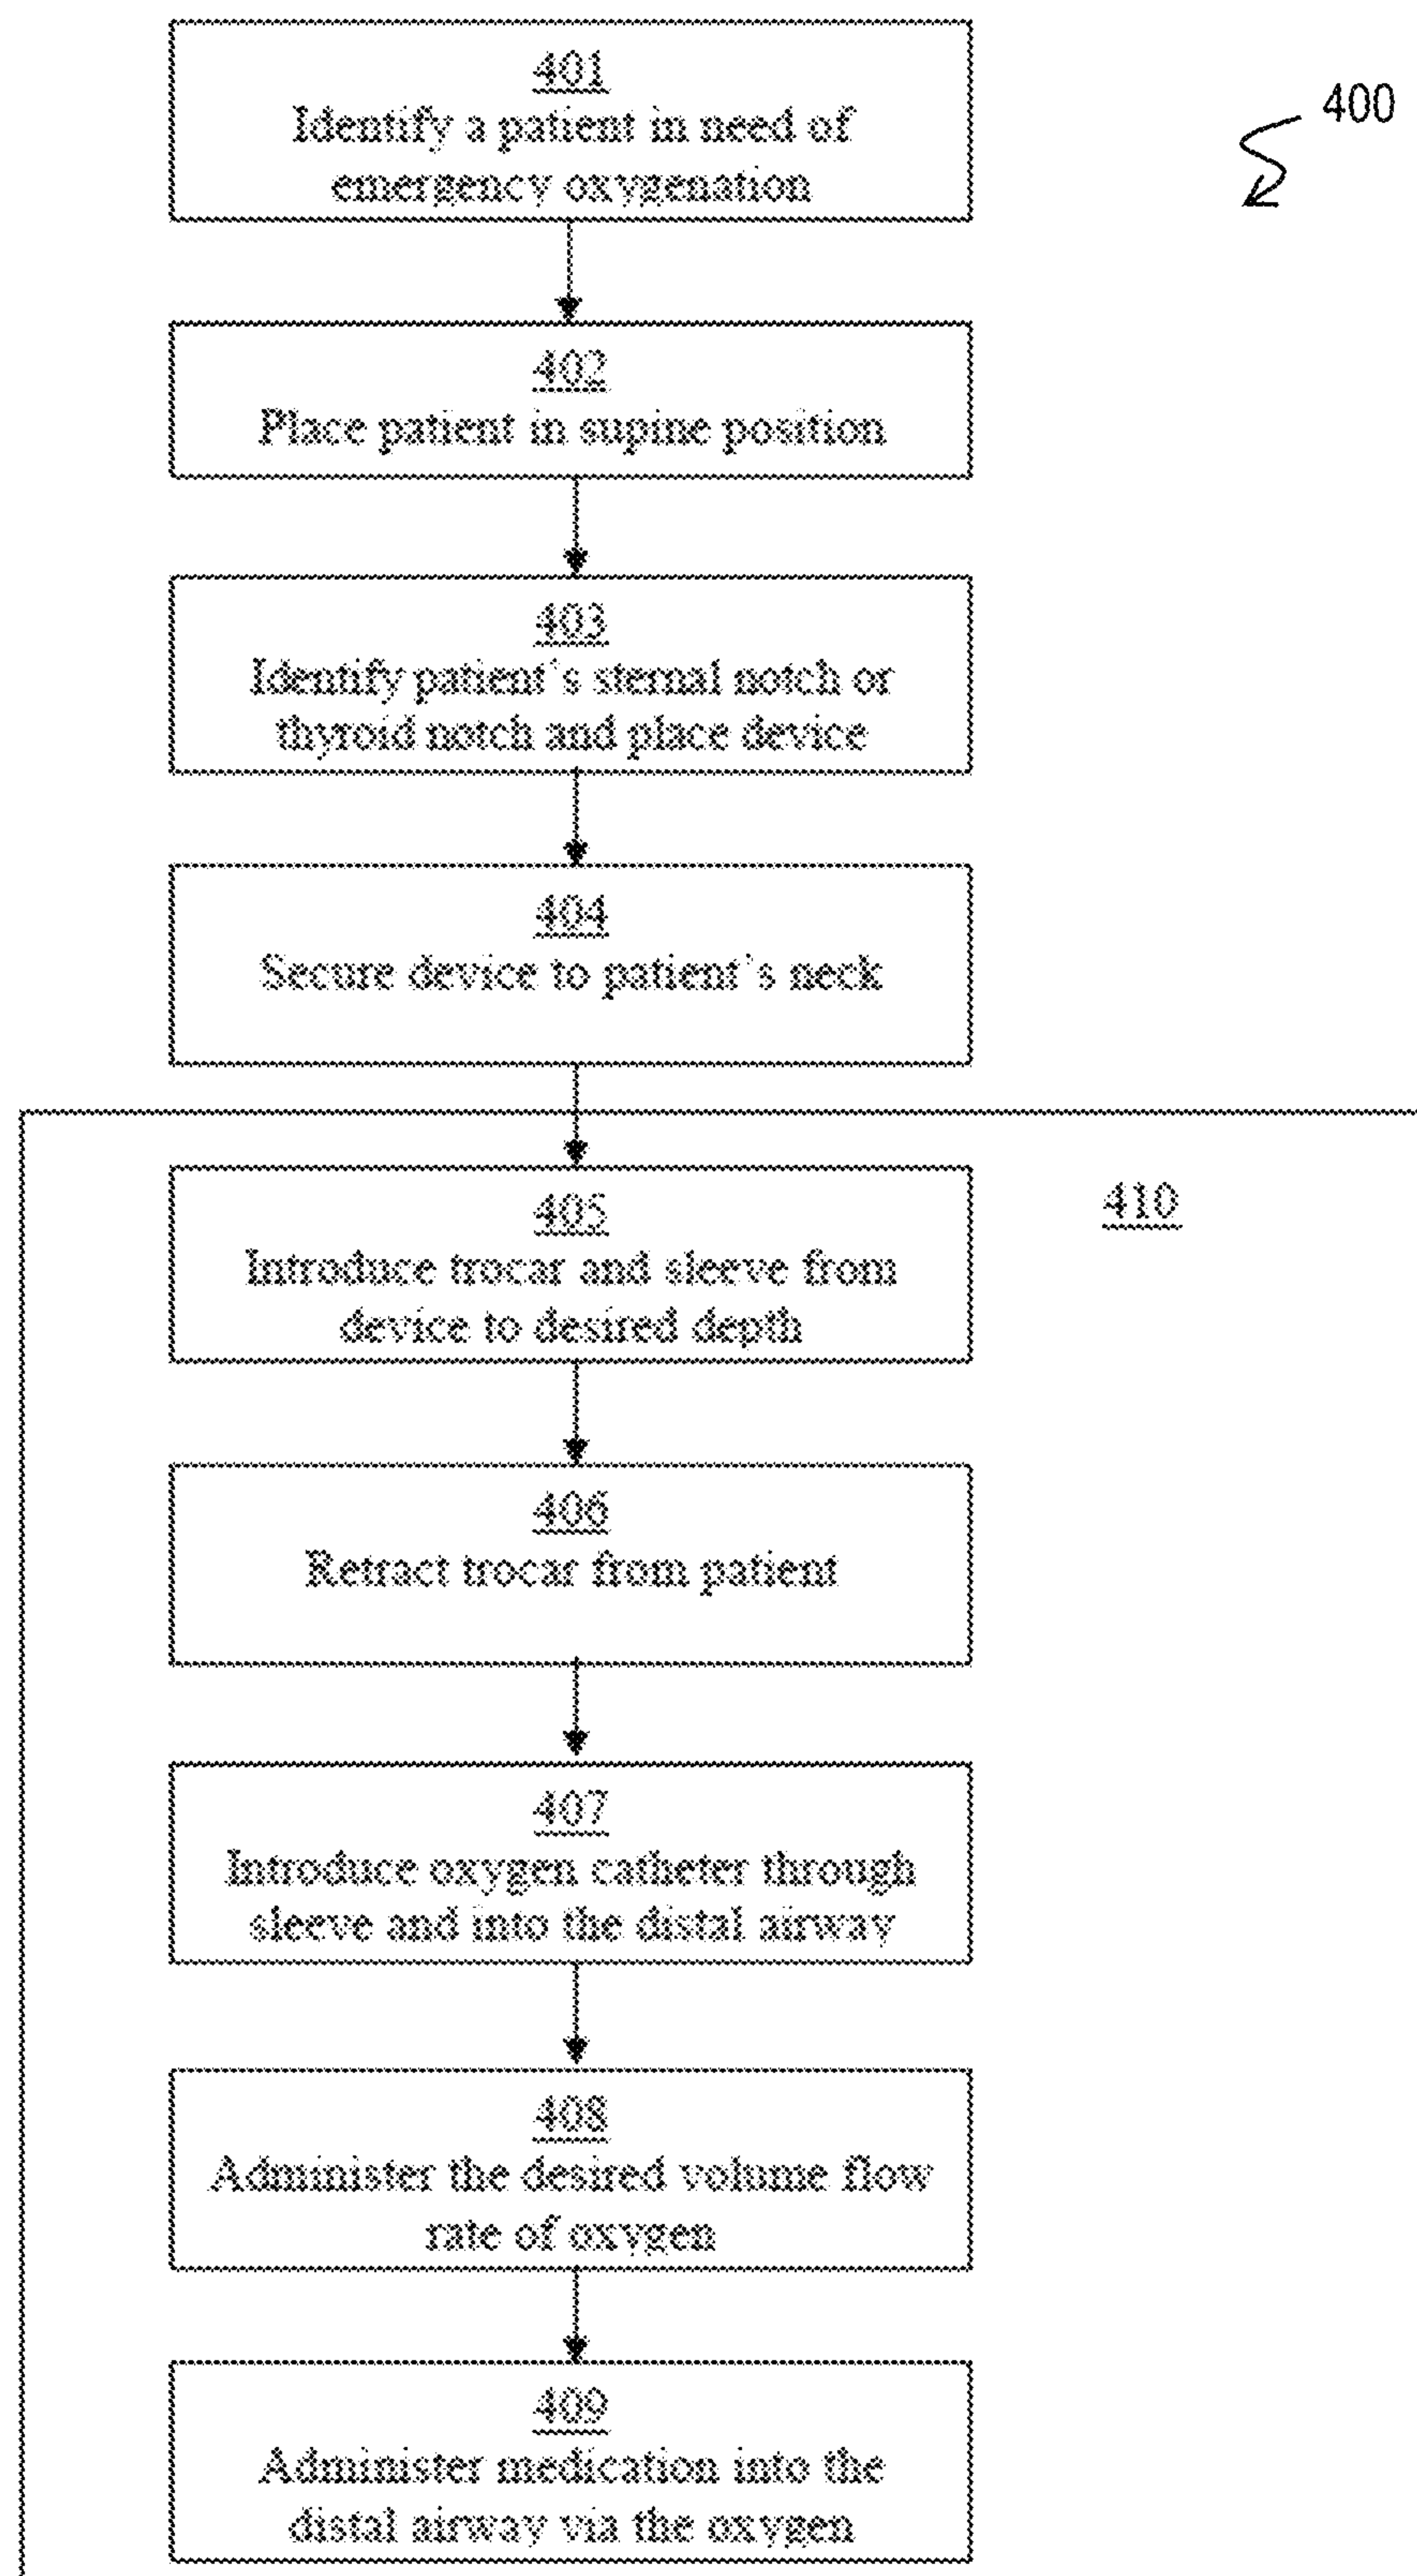 400
401
Identify a patient in need of
emergency oxygenation
402
Place patient in supine position
403
Identify patient's sternal notch or
thyroid notch and place device
404
Secure device to patient's neck
410
405
Introduce trocar and sleeve from
device to desired depth
406
Retract trocar from patient
407
Introduce oxygen catheter through
sleeve and into the distal airway
408
Administer the desired volume flow
rate of oxygen
409
Administer medication into the
distal airway via the oxygen